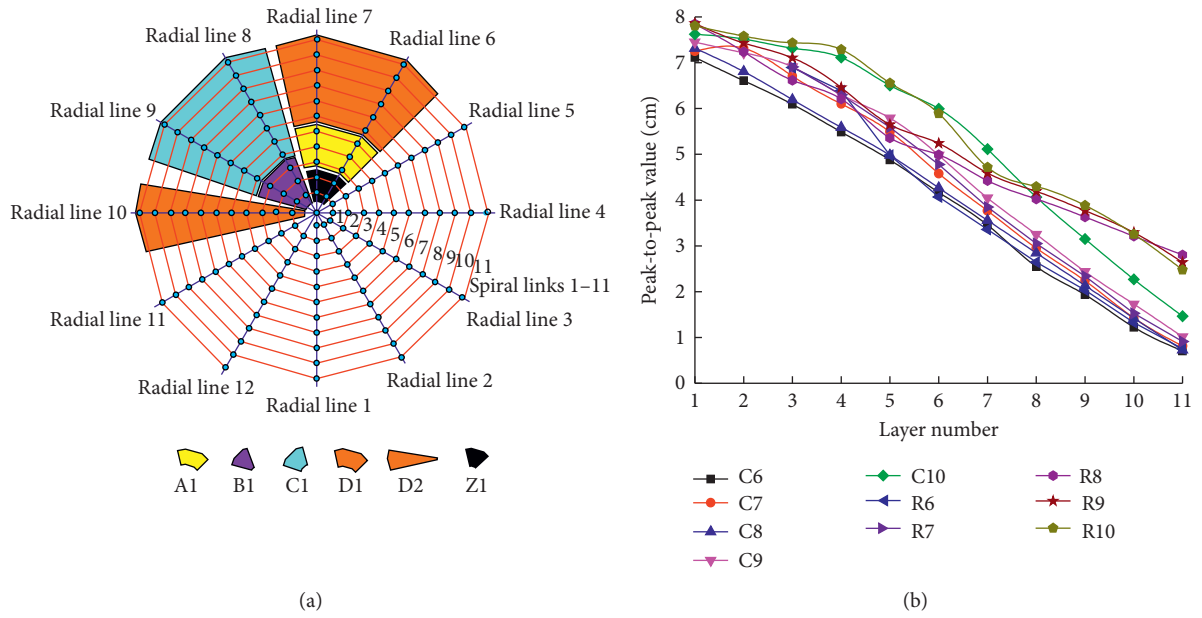 Radial line 7
Radial line 8
Radial line 6
Radial line 9
Radial line 5
Radial line 10
Radial line 4
1 2 3 4 5 6 7 8 9 10 11
Spiral links 1–11
Radial line 11
Radial line 3
Radial line 12
Radial line 2
Radial line 1
A1 B1 C1 D1 D2 Z1
(a)
Peak-to-peak value (cm)
8
7
6
5
4
3
2
1
0
1 2 3 4 5 6 7 8 9 10 11
Layer number
C6 C10 R8
C7 R6 R9
C8 R7 R10
C9
(b)